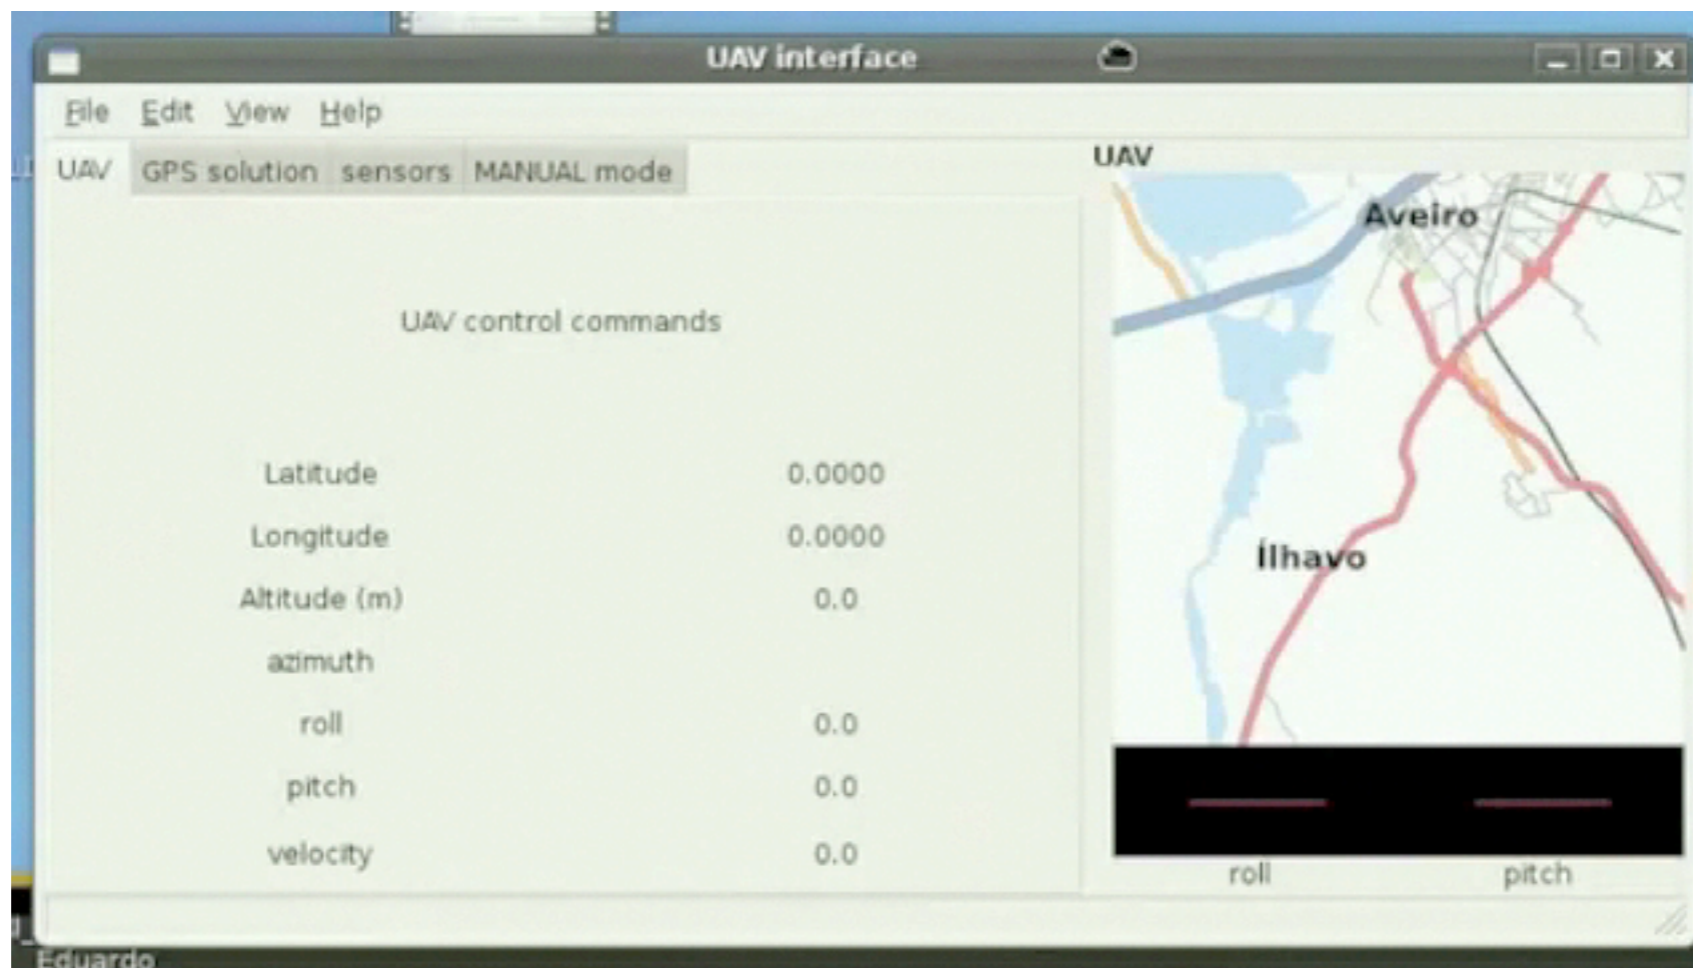 UAV interface
File Edit View Help
UAV GPS solution sensors MANUAL mode
UAV control commands
Latitude 0.0000
Longitude 0.0000
Altitude (m) 0.0
azimuth
roll 0.0
pitch 0.0
velocity 0.0
UAV
Aveiro
Ílhavo
roll pitch
Eduardo